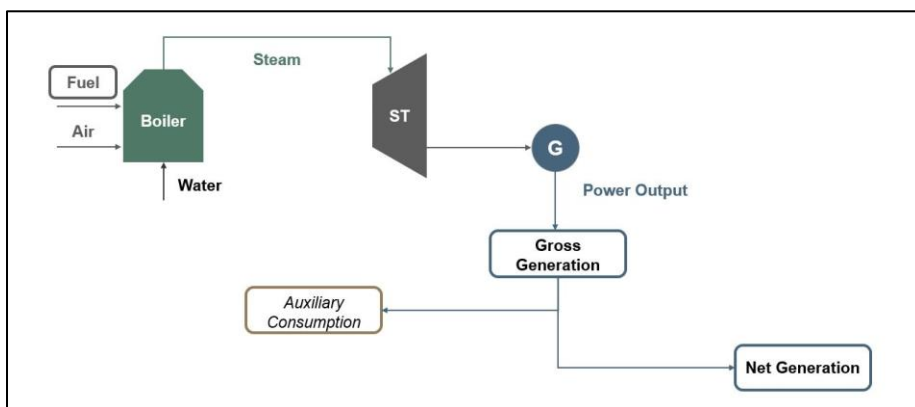 Steam
Fuel
Boiler
ST
Air
G
Water
Power Output
Gross
Generation
Auxiliary
Consumption
Net Generation